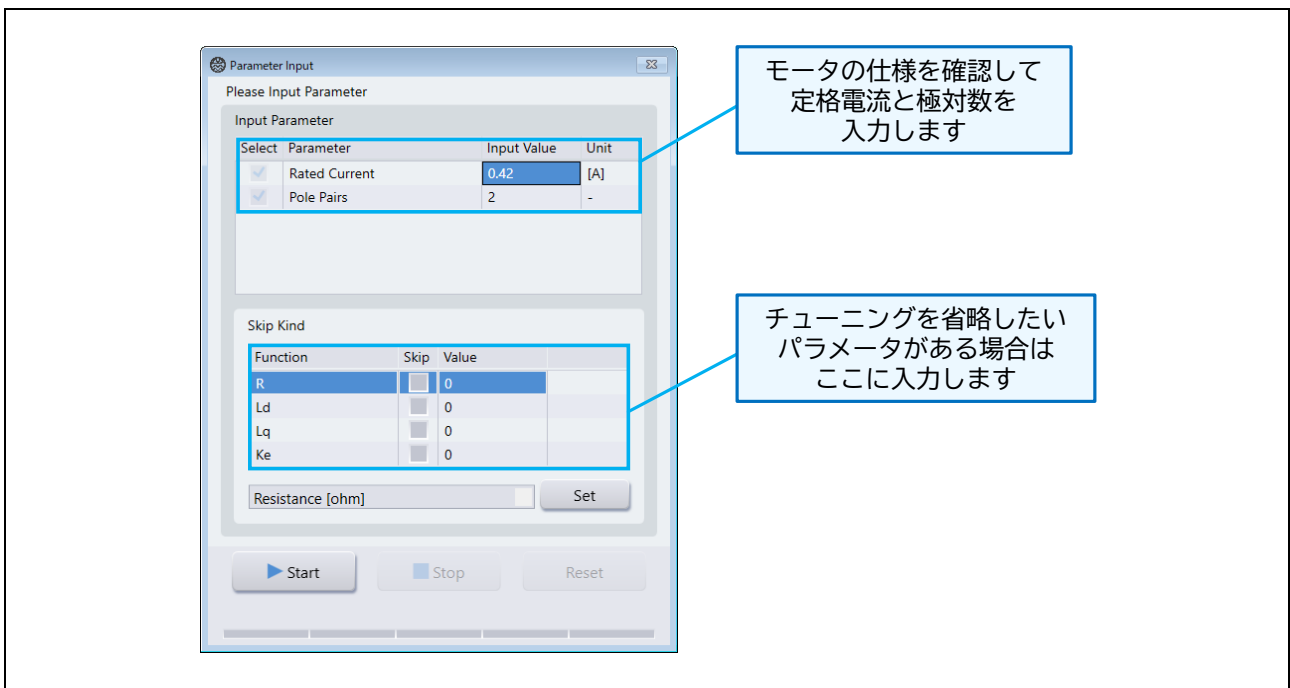 Parameter Input
Please Input Parameter
Input Parameter
Select Parameter Input Value Unit
Rated Current 0.42 [A]
Pole Pairs 2 -
Skip Kind
Function Skip Value
R 0
Ld 0
Lq 0
Ke 0
Resistance [ohm] Set
Start Stop Reset
モータの仕様を確認して
定格電流と極対数を
入力します
チューニングを省略したい
パラメータがある場合は
ここに入力します